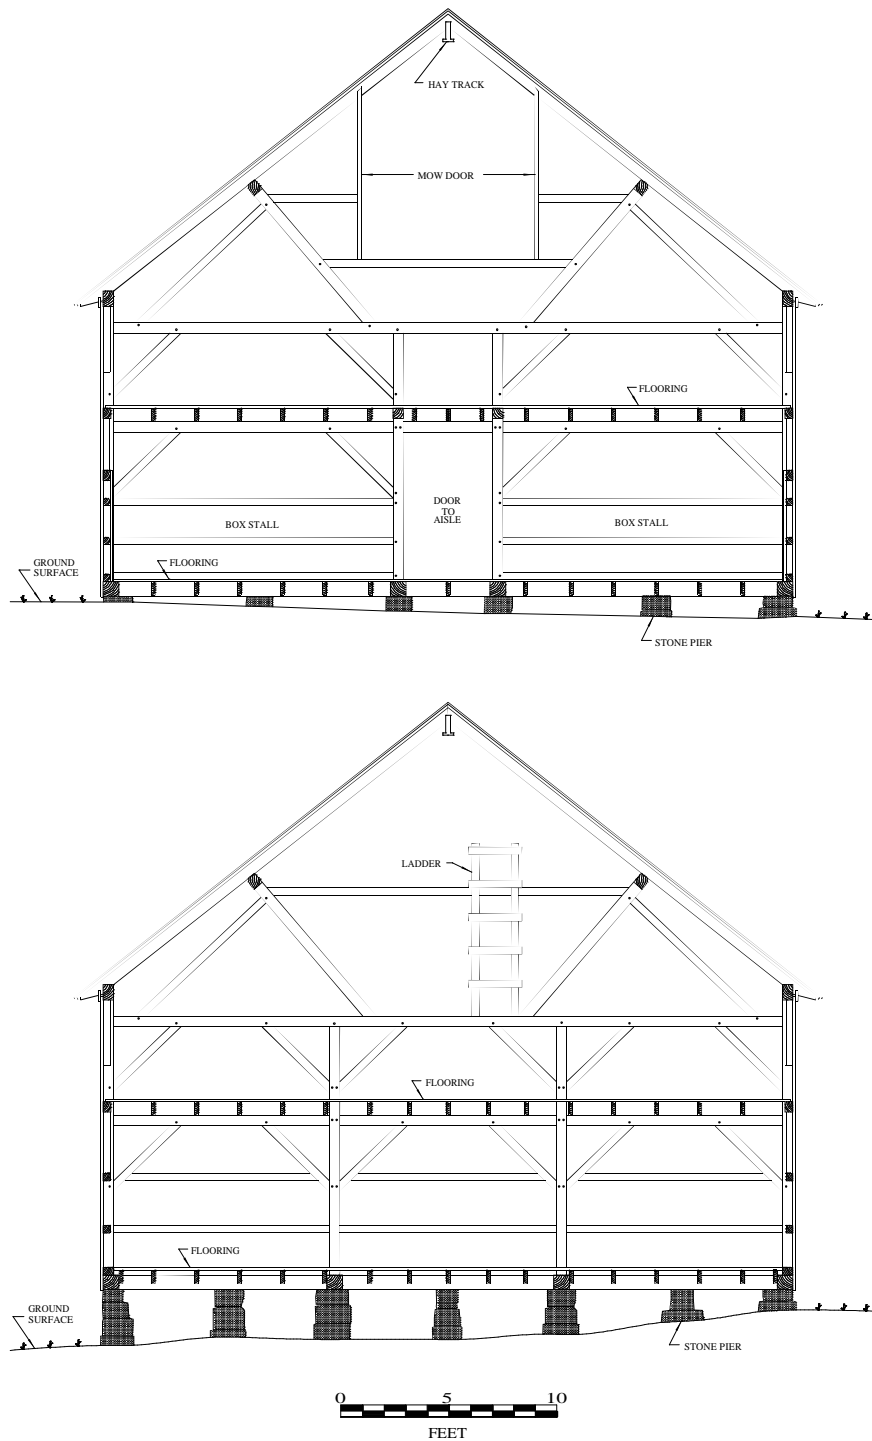 HAY TRACK
MOW DOOR
FLOORING
DOOR
TO
AISLE
BOX STALL
BOX STALL
GROUND
SURFACE
FLOORING
STONE PIER
LADDER
FLOORING
FLOORING
GROUND
SURFACE
STONE PIER
0 5 10
FEET